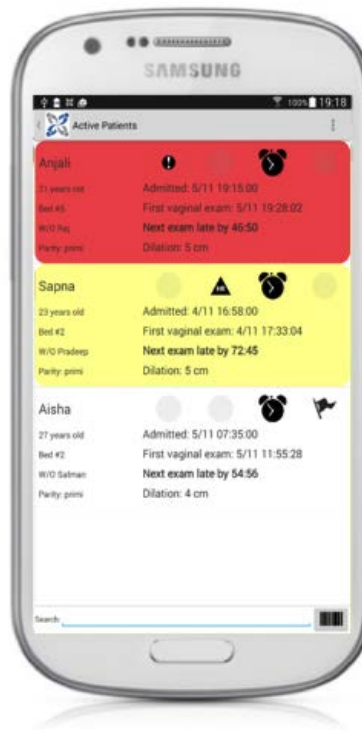 SAMSUNG
100% 19:18
Active Patients
Anjali
21 years old Admitted: 5/11 19:15:00
Bed #5 First vaginal exam: 5/11 19:28:02
W/O Raj Next exam late by 46:50
Parity: primi Dilation: 5 cm
Sapna
HR
23 years old Admitted: 4/11 16:58:00
Bed #2 First vaginal exam: 4/11 17:33:04
W/O Pradeep Next exam late by 72:45
Parity: primi Dilation: 5 cm
Aisha
27 years old Admitted: 5/11 07:35:00
Bed #2 First vaginal exam: 5/11 11:55:28
W/O Salman Next exam late by 54:56
Parity: primi Dilation: 4 cm
Search: